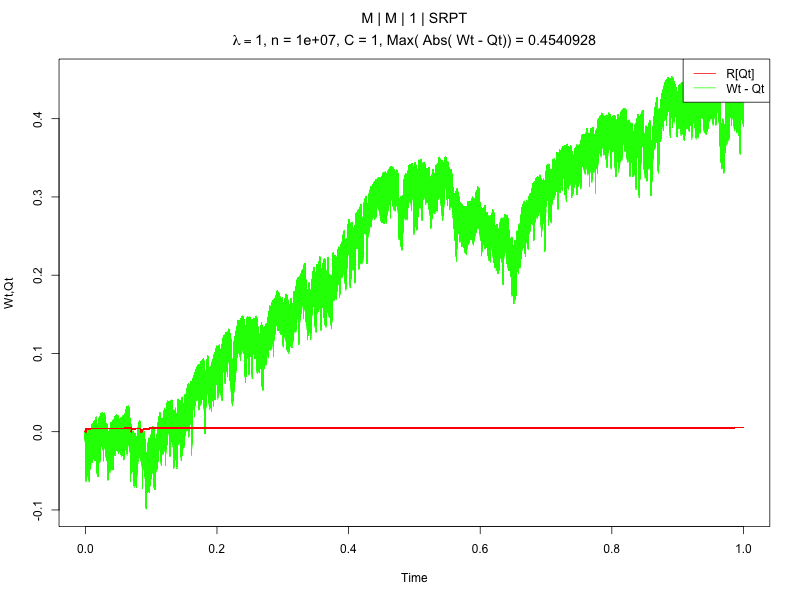 M | M | 1 | SRPT
λ = 1, n = 1e+07, C = 1, Max( Abs( Wt - Qt)) = 0.4540928
R[Qt]
Wt - Qt
0.4
0.3
0.2
0.1
0.0
-0.1
Wt,Qt
0.0 0.2 0.4 0.6 0.8 1.0
Time